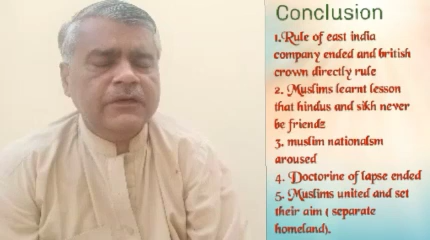 Conclusion
1.Rule of east india
company ended and british
crown directly rule
2. Muslims learnt lesson
that hindus and sikh never
be friendz
3. muslim nationalsm
aroused
4. Doctorine of lapse ended
5. Muslims united and set
their aim ( separate
homeland).